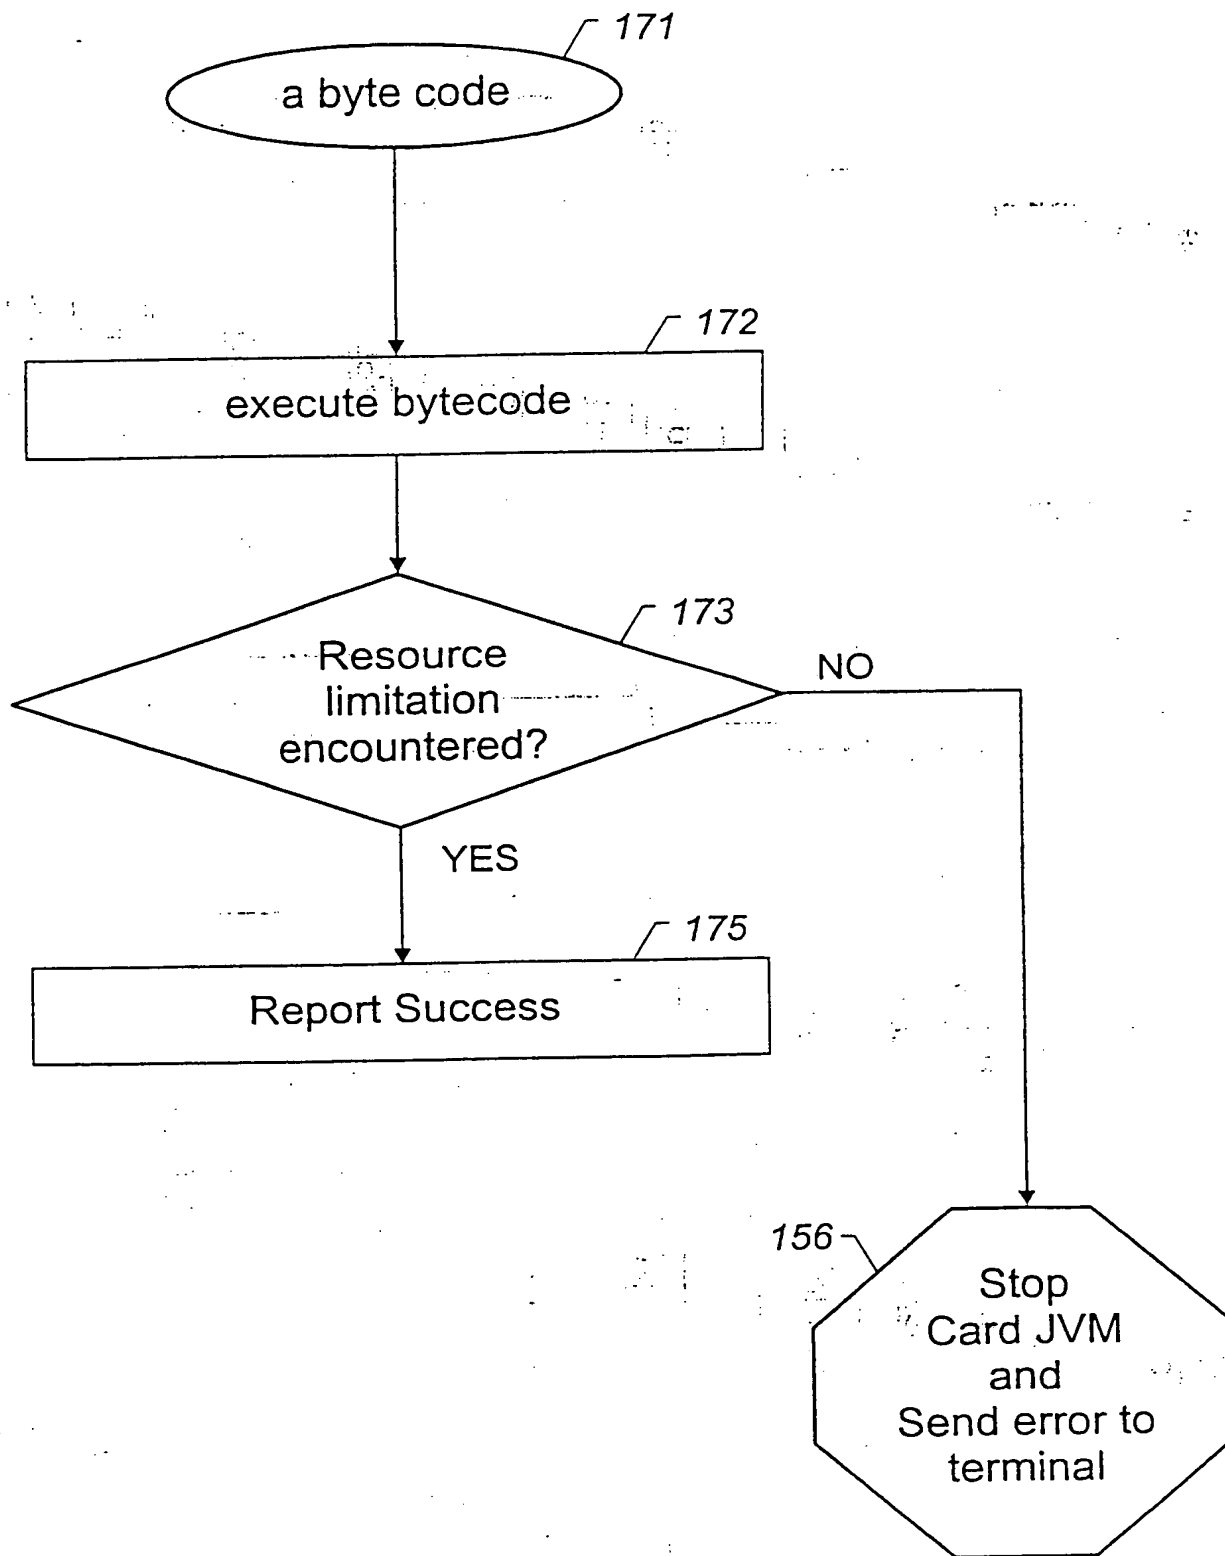 171
a byte code
172
execute bytecode
173
Resource
limitation
encountered?
NO
YES
175
Report Success
156
Stop
Card JVM
and
Send error to
terminal